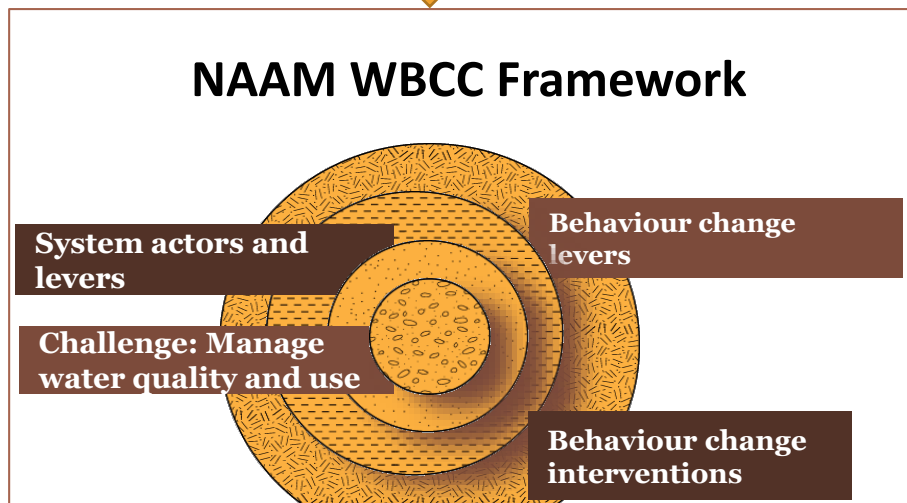 NAAM WBCC Framework
System actors and
levers
Behaviour change
levers
Challenge: Manage
water quality and use
Behaviour change
interventions